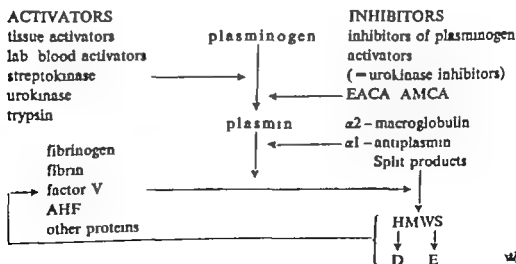 ACTIVATORS
tissue activators
lab blood activators
streptokinase
urokinase
trypsin
plasminogen
INHIBITORS
inhibitors of plasminogen
activators
(=urokinase inhibitors)
EACA AMCA
plasmin
α2-macroglobulin
α1-antiplasmin
Split products
fibrinogen
fibrin
factor V
AHF
other proteins
HMWS
D E